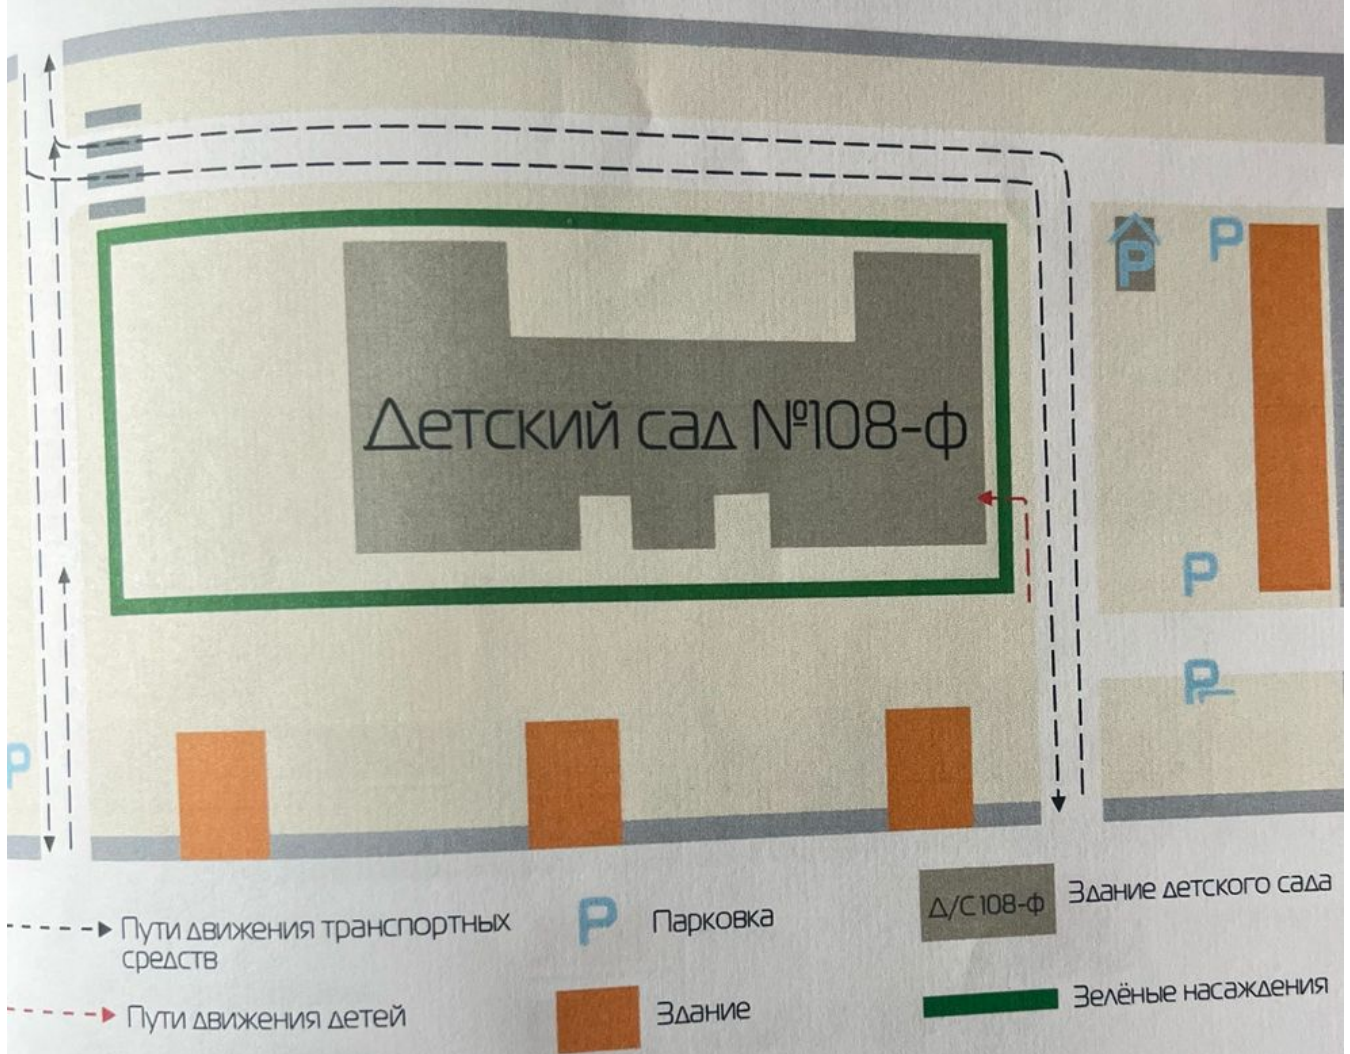 P
P
Детский сад №108-ф
P
P
P
Пути движения транспортных
средств
P
Парковка
Д/С 108-ф
Здание детского сада
Пути движения детей
Здание
Зелёные насаждения